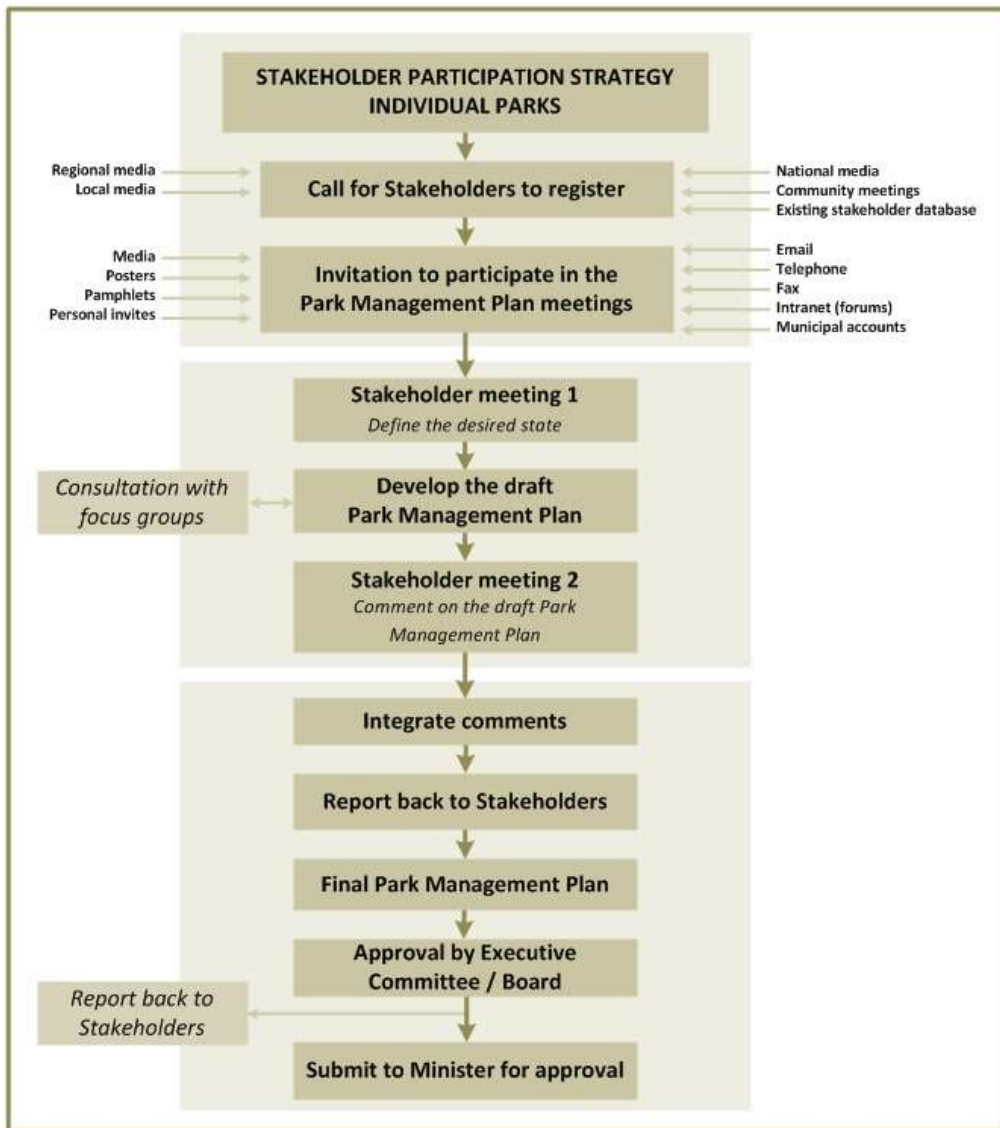 STAKEHOLDER PARTICIPATION STRATEGY
INDIVIDUAL PARKS
Regional media
Local media
Call for Stakeholders to register
National media
Community meetings
Existing stakeholder database
Media
Posters
Pamphlets
Personal invites
Invitation to participate in the
Park Management Plan meetings
Email
Telephone
Fax
Intranet (forums)
Municipal accounts
Stakeholder meeting 1
Define the desired state
Consultation with
focus groups
Develop the draft
Park Management Plan
Stakeholder meeting 2
Comment on the draft Park
Management Plan
Integrate comments
Report back to Stakeholders
Final Park Management Plan
Approval by Executive
Committee / Board
Report back to
Stakeholders
Submit to Minister for approval